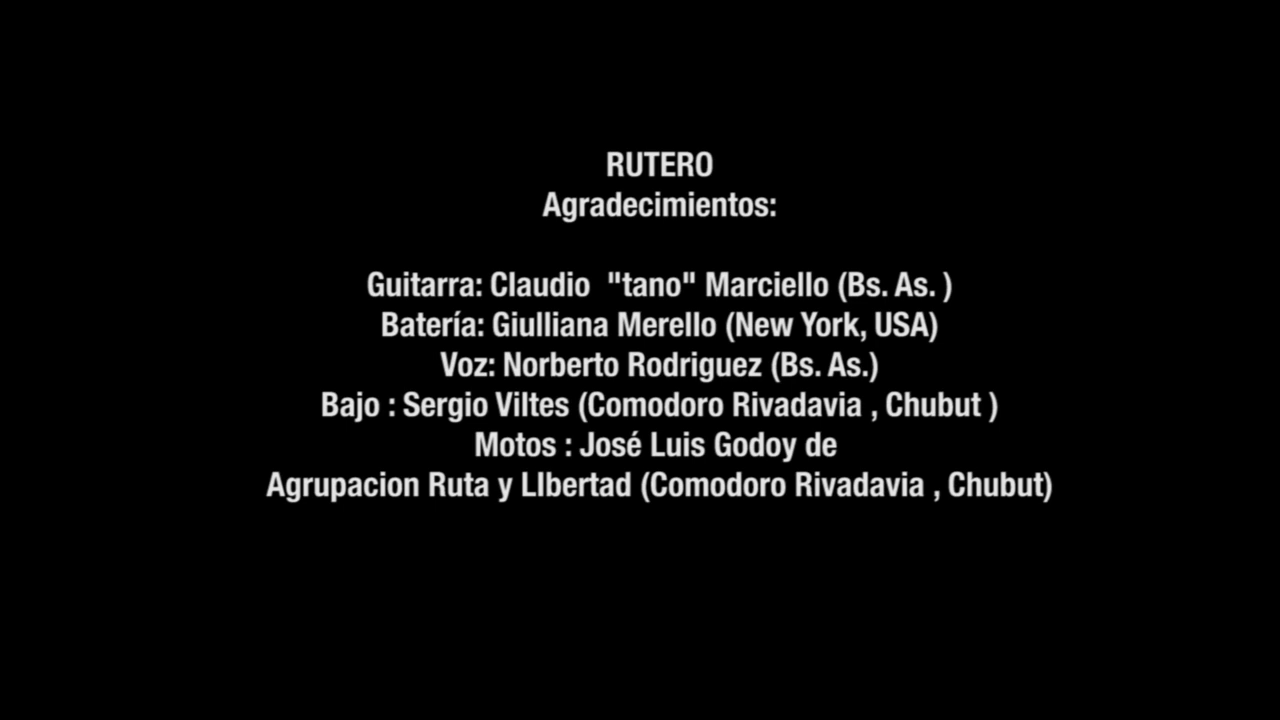 RUTERO
Agradecimientos:
Guitarra: Claudio  "tano" Marciello (Bs. As. )
Batería: Giulliana Merello (New York, USA)
Voz: Norberto Rodriguez (Bs. As.)
Bajo : Sergio Viltes (Comodoro Rivadavia , Chubut )
Motos : José Luis Godoy de
Agrupacion Ruta y LIbertad (Comodoro Rivadavia , Chubut)